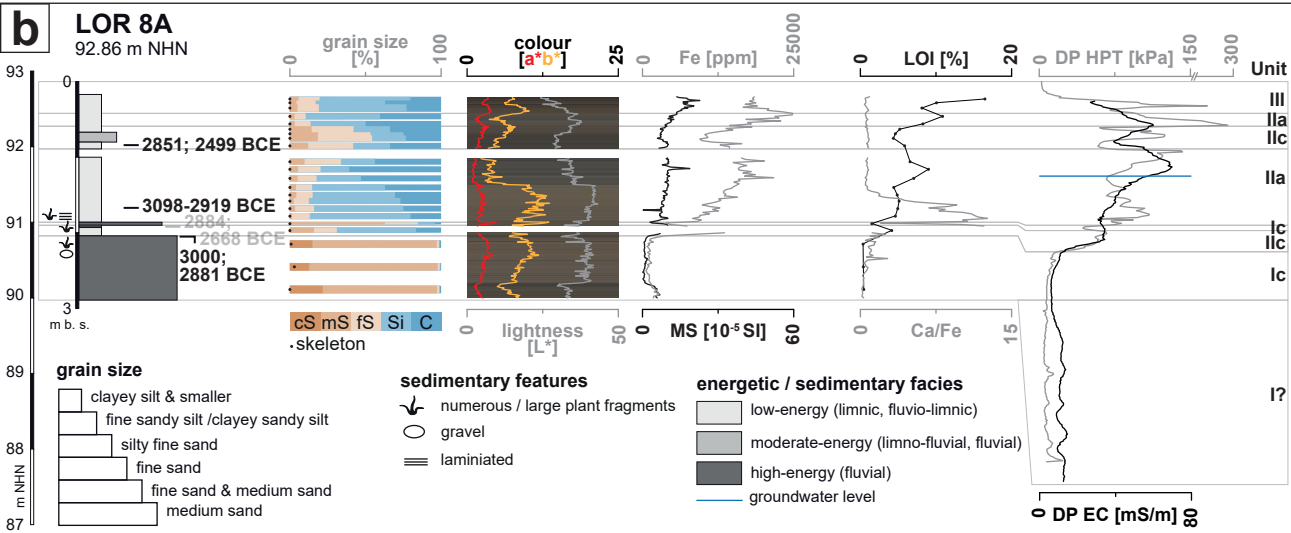 b
LOR 8A
92.86 m NHN
grain size
[%]
0 100
colour
[a*b*]
0 25
Fe [ppm]
0 25000
LOI [%]
0 20
DP HPT [kPa]
0 150 300
Unit
93
92
91
90
89
88
87
m NHN
0
3
m b. s.
2851; 2499 BCE
3098-2919 BCE
2884;
2668 BCE
3000;
2881 BCE
III
IIa
IIc
IIa
Ic
IIc
Ic
I?
cS mS fS Si C
skeleton
0 50
lightness
[L*]
0 60
MS [10-5 SI]
0 15
Ca/Fe
0 80
DP EC [mS/m]
grain size
clayey silt & smaller
fine sandy silt /clayey sandy silt
silty fine sand
fine sand
fine sand & medium sand
medium sand
sedimentary features
numerous / large plant fragments
gravel
laminiated
energetic / sedimentary facies
low-energy (limnic, fluvio-limnic)
moderate-energy (limno-fluvial, fluvial)
high-energy (fluvial)
groundwater level